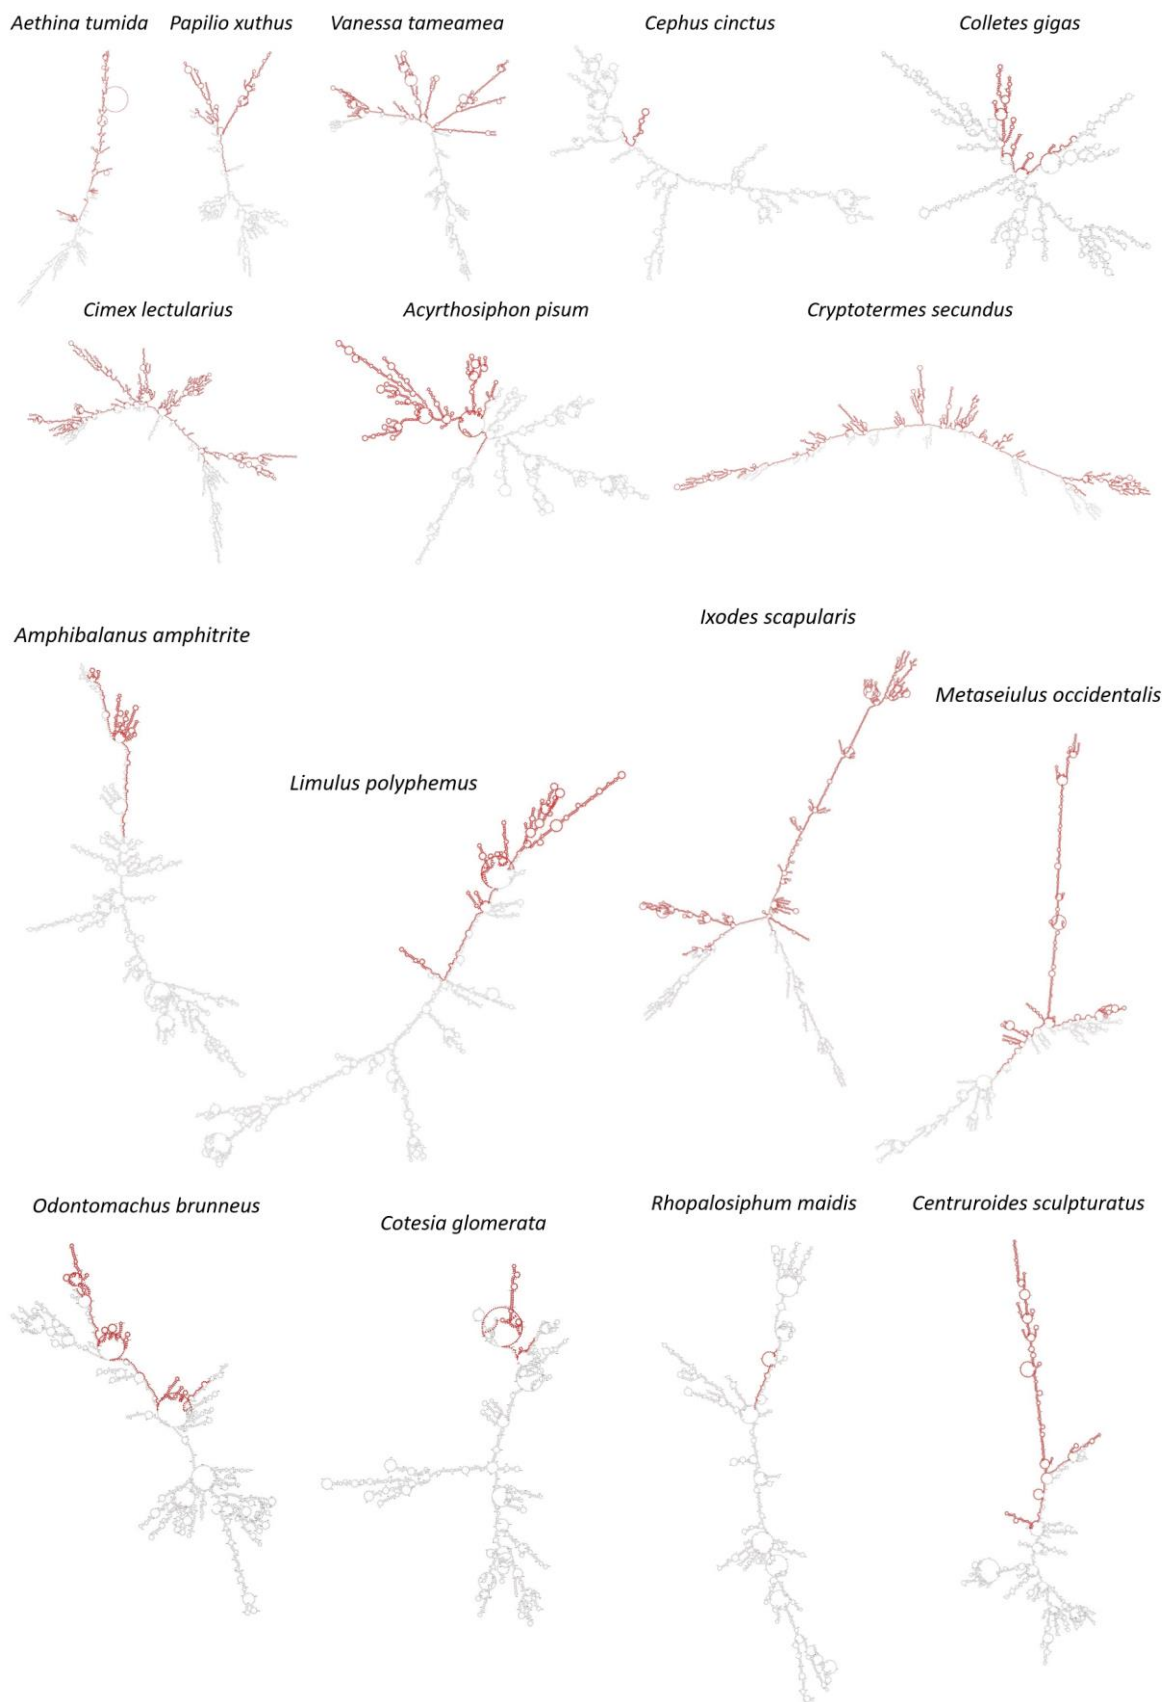 Aethina tumida
Papilio xuthus
Vanessa tameamea
Cephus cinctus
Colletes gigas
Cimex lectularius
Acyrthosiphon pisum
Cryptotermes secundus
Amphibalanus amphitrite
Limulus polyphemus
Ixodes scapularis
Metaseiulus occidentalis
Odontomachus brunneus
Cotesia glomerata
Rhopalosiphum maidis
Centruroides sculpturatus